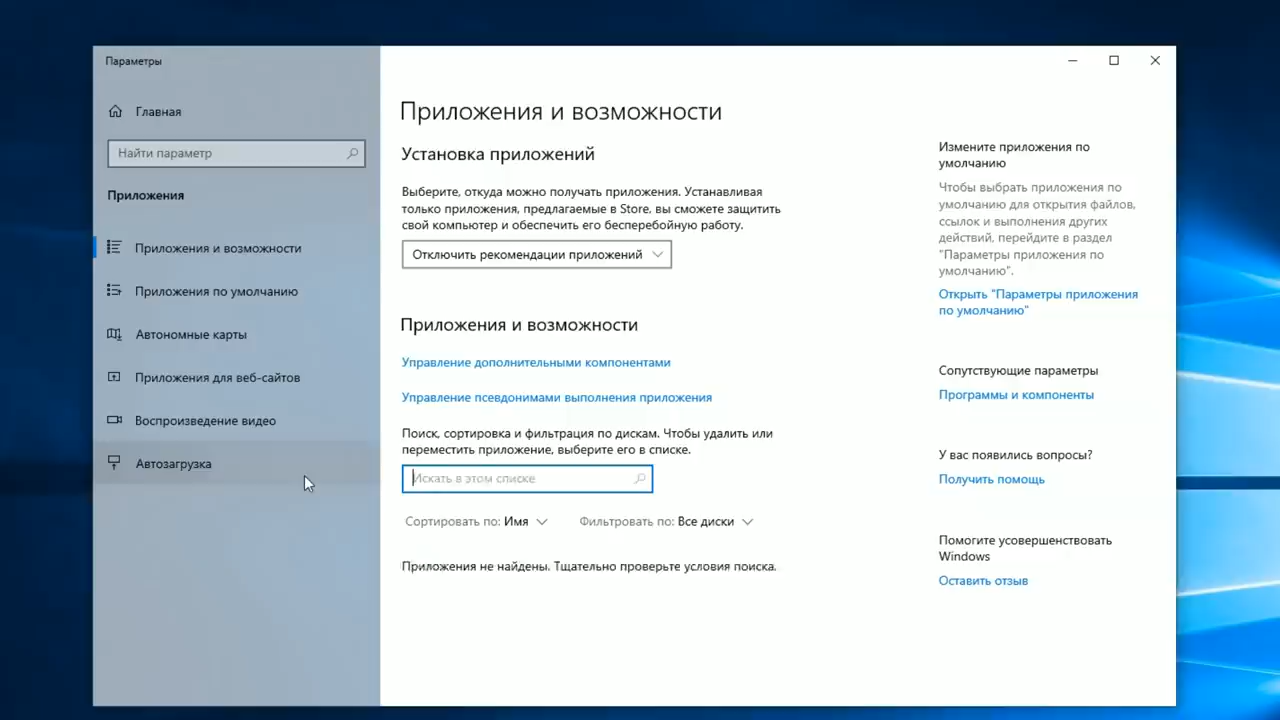 Параметры
Главная
Найти параметр
Приложения
Приложения и возможности
Приложения по умолчанию
Автономные карты
Приложения для веб-сайтов
Воспроизведение видео
Автозагрузка
Приложения и возможности
Установка приложений
Выберите, откуда можно получать приложения. Устанавливая
только приложения, предлагаемые в Store, вы сможете защитить
свой компьютер и обеспечить его бесперебойную работу.
Отключить рекомендации приложений
Приложения и возможности
Управление дополнительными компонентами
Управление псевдонимами выполнения приложения
Поиск, сортировка и фильтрация по дискам. Чтобы удалить или
переместить приложение, выберите его в списке.
Искать в этом списке
Сортировать по: Имя Фильтровать по: Все диски
Приложения не найдены. Тщательно проверьте условия поиска.
Измените приложения по
умолчанию
Чтобы выбрать приложения по
умолчанию для открытия файлов,
ссылок и выполнения других
действий, перейдите в раздел
"Параметры приложения по
умолчанию".
Открыть "Параметры приложения
по умолчанию"
Сопутствующие параметры
Программы и компоненты
У вас появились вопросы?
Получить помощь
Помогите усовершенствовать
Windows
Оставить отзыв